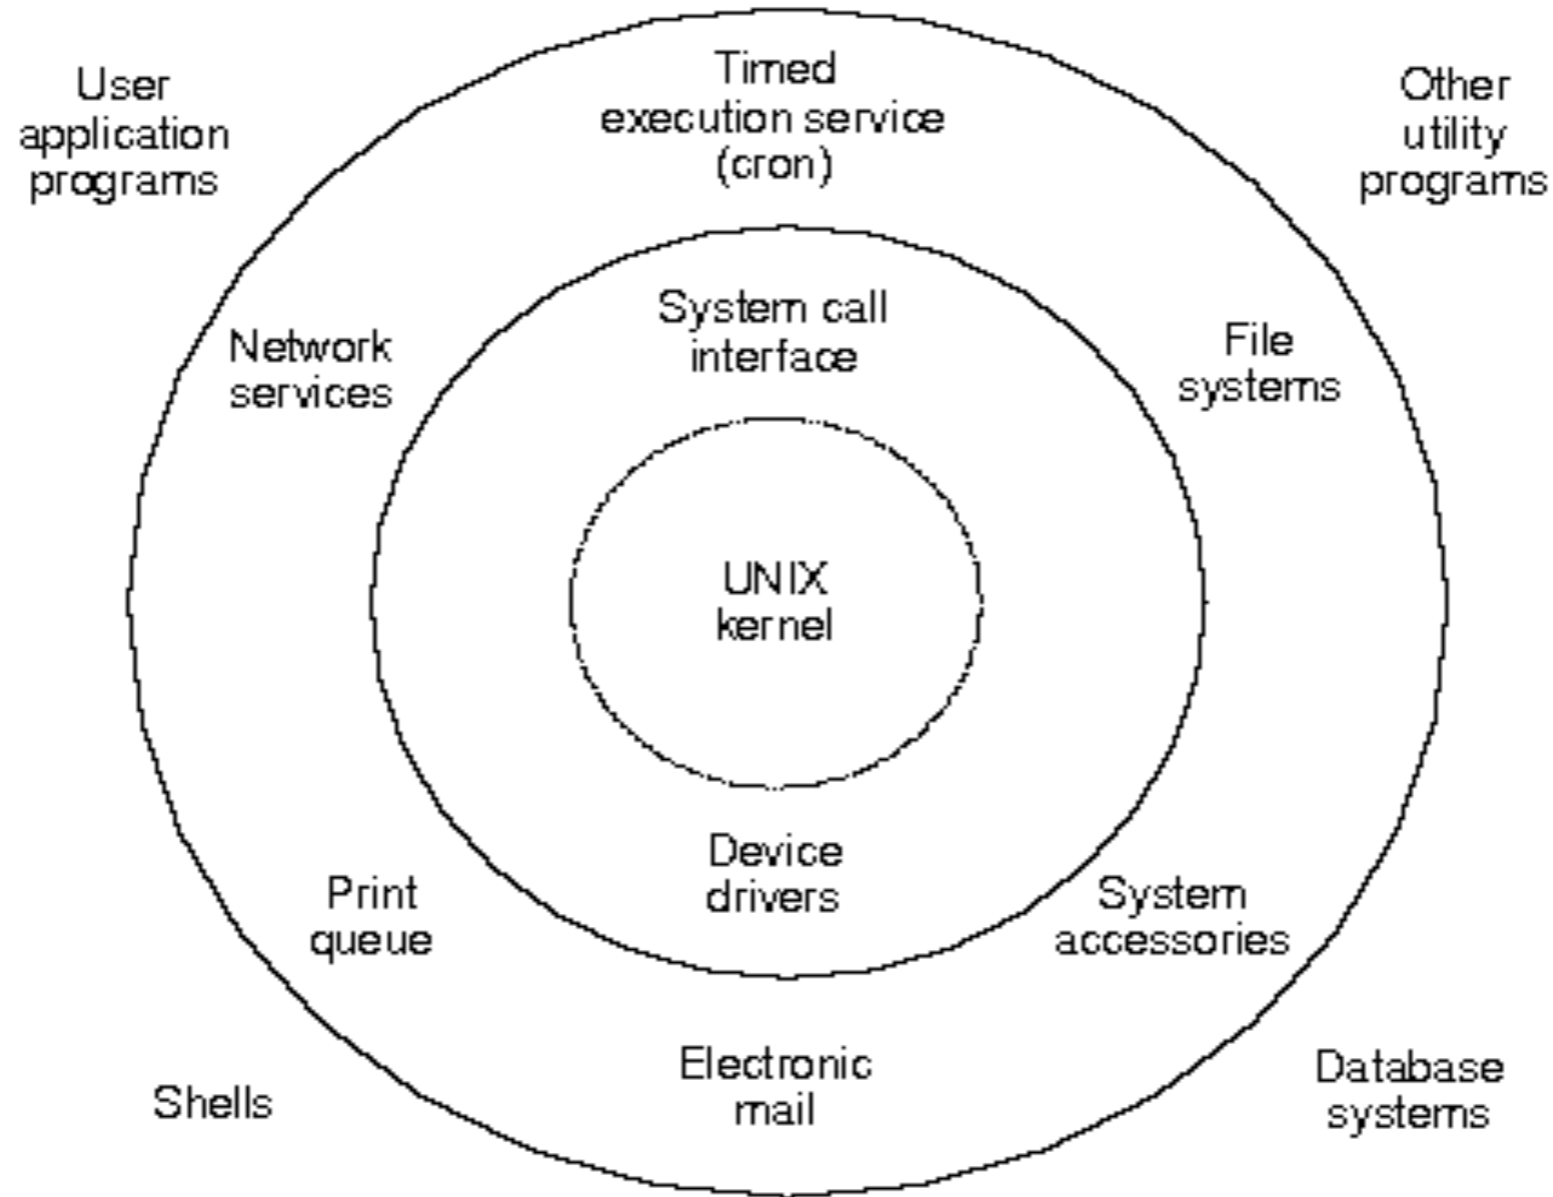 User
application
programs
Timed
execution service
(cron)
Other
utility
programs
Network
services
System call
interface
File
systems
UNIX
kernel
Print
queue
Device
drivers
System
accessories
Shells
Electronic
mail
Database
systems